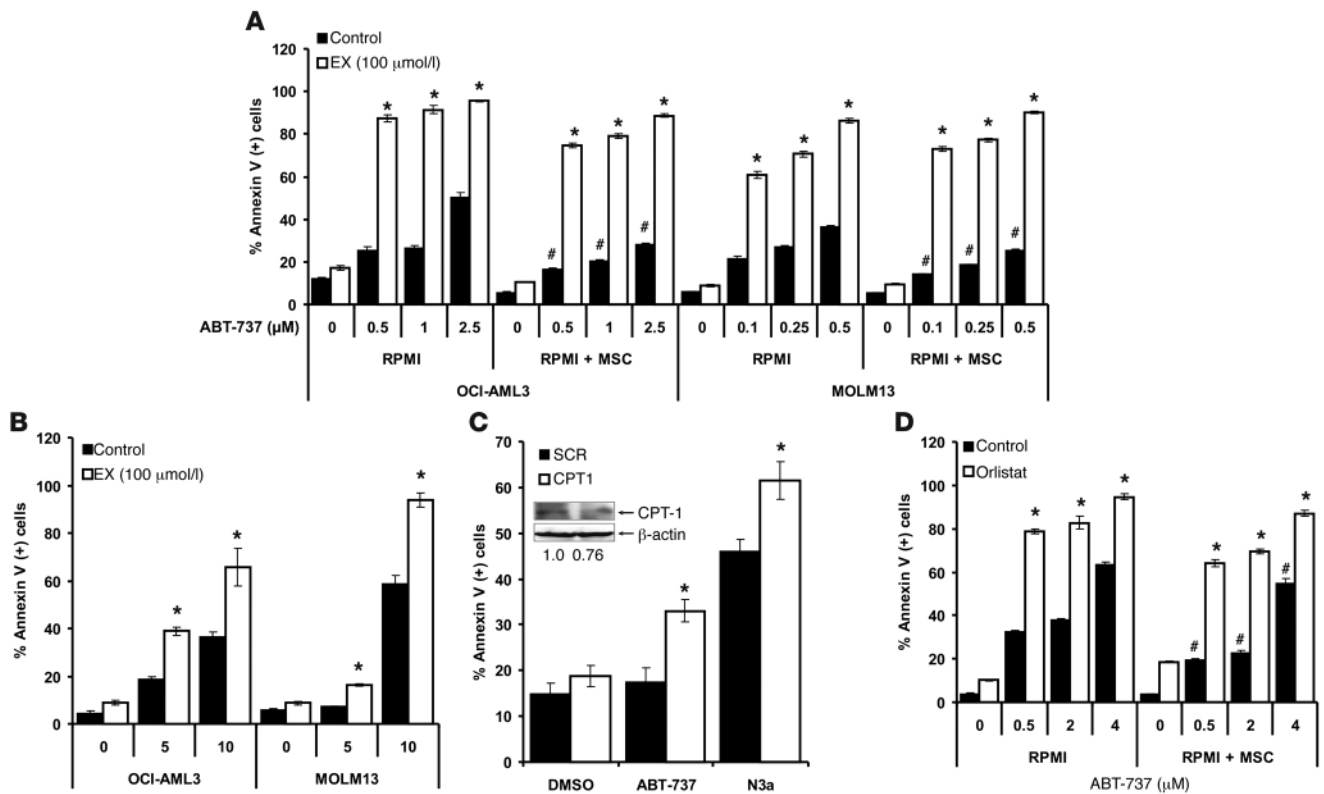 A
Control
EX (100 μmol/l)
% Annexin V (+) cells
120
100
80
60
40
20
0
* * * * * * * * * * * *
# # # # # #
ABT-737 (μM) 0 0.5 1 2.5 0 0.5 1 2.5 0 0.1 0.25 0.5 0 0.1 0.25 0.5
RPMI RPMI + MSC RPMI RPMI + MSC
OCI-AML3 MOLM13
B
Control
EX (100 μmol/l)
% Annexin V (+) cells
120
100
80
60
40
20
0
* * * *
0 5 10 0 5 10
OCI-AML3 MOLM13
C
SCR
CPT1
% Annexin V (+) cells
70
60
50
40
30
20
10
0
CPT-1
β-actin
1.0 0.76
* *
DMSO ABT-737 N3a
D
Control
Orlistat
% Annexin V (+) cells
120
100
80
60
40
20
0
* * * * * *
# # #
0 0.5 2 4 0 0.5 2 4
RPMI RPMI + MSC
ABT-737 (μM)